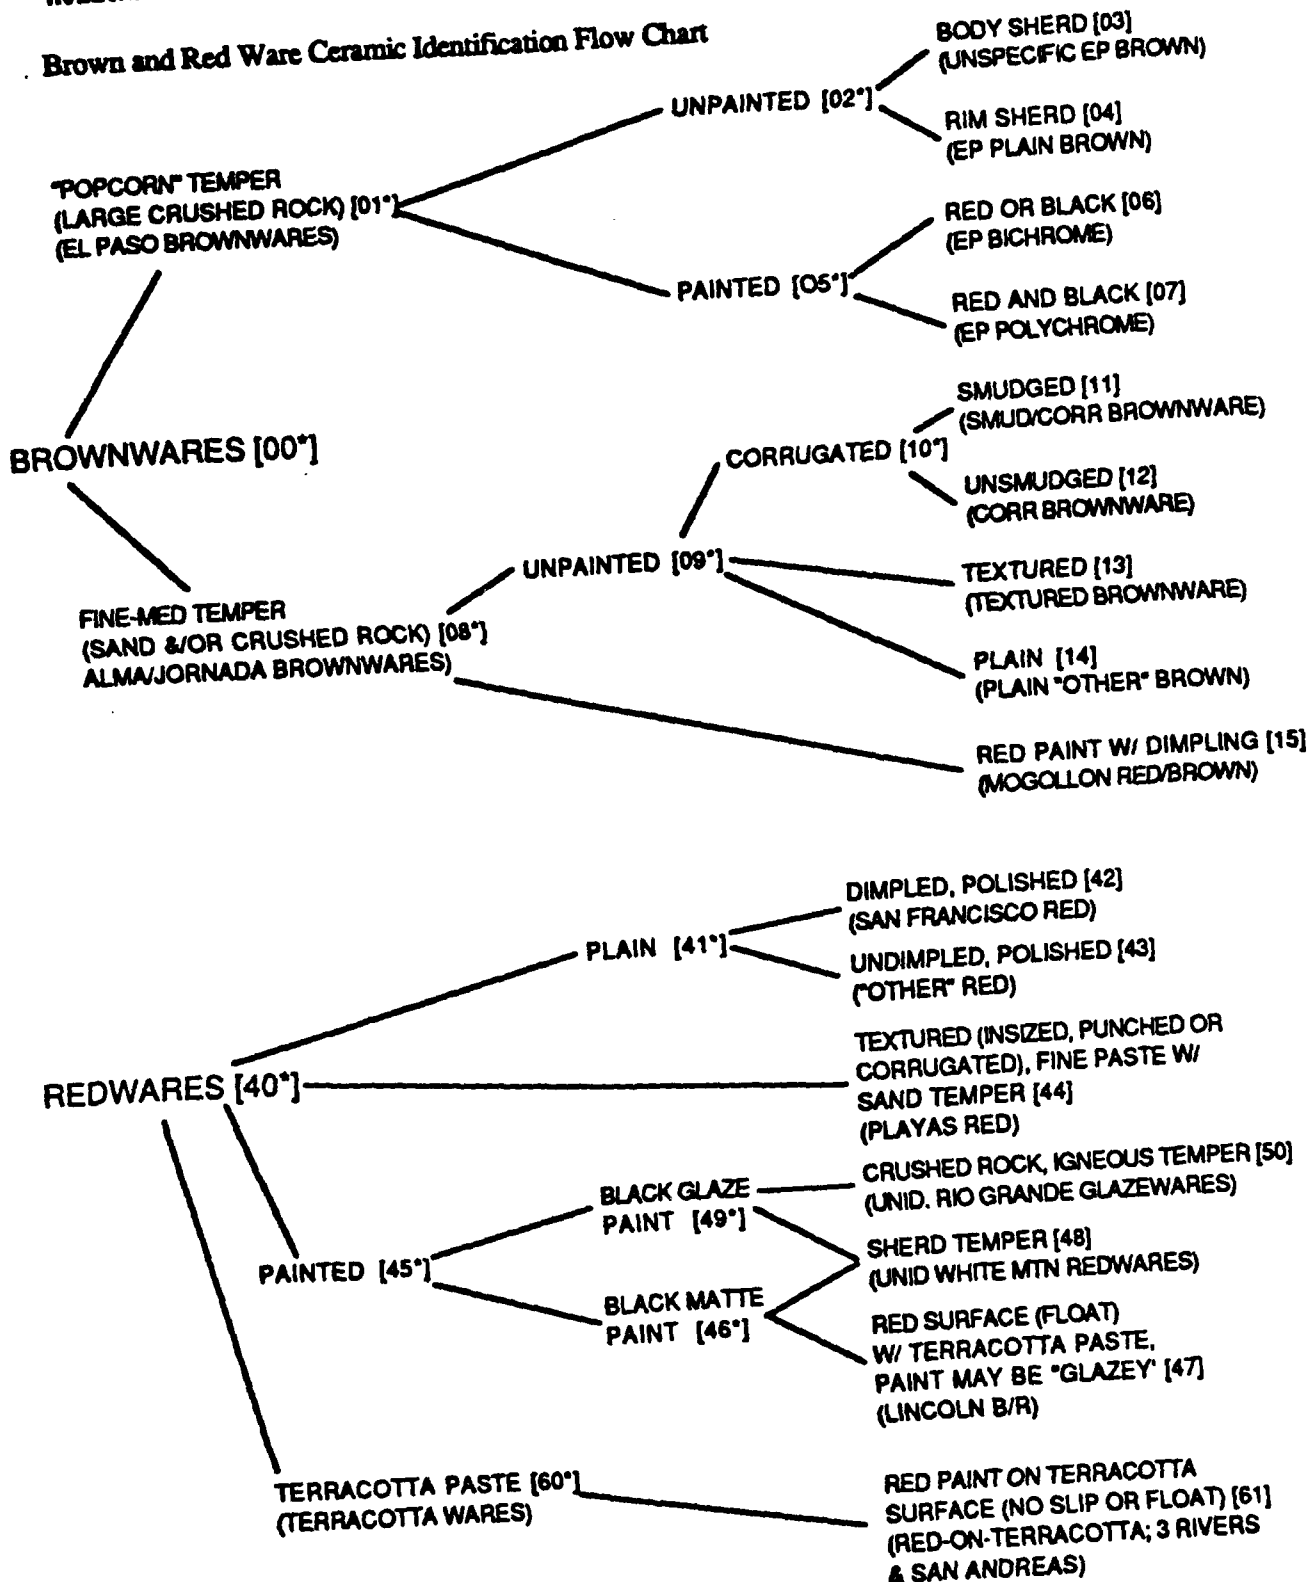 Brown and Red Ware Ceramic Identification Flow Chart
BODY SHERD [03]
(UNSPECIFIC EP BROWN)
UNPAINTED [02*]
RIM SHERD [04]
(EP PLAIN BROWN)
"POPCORN" TEMPER
(LARGE CRUSHED ROCK) [01*]
(EL PASO BROWNWARES)
RED OR BLACK [06]
(EP BICHROME)
PAINTED [O5*]
RED AND BLACK [07]
(EP POLYCHROME)
BROWNWARES [00*]
SMUDGED [11]
(SMUD/CORR BROWNWARE)
CORRUGATED [10*]
UNSMUDGED [12]
(CORR BROWNWARE)
UNPAINTED [09*]
TEXTURED [13]
(TEXTURED BROWNWARE)
FINE-MED TEMPER
(SAND &/OR CRUSHED ROCK) [08*]
ALMA/JORNADA BROWNWARES)
PLAIN [14]
(PLAIN "OTHER" BROWN)
RED PAINT W/ DIMPLING [15]
(MOGOLLON RED/BROWN)
DIMPLED, POLISHED [42]
(SAN FRANCISCO RED)
PLAIN [41*]
UNDIMPLED, POLISHED [43]
("OTHER" RED)
REDWARES [40*]
TEXTURED (INSIZED, PUNCHED OR
CORRUGATED), FINE PASTE W/
SAND TEMPER [44]
(PLAYAS RED)
PAINTED [45*]
BLACK GLAZE
PAINT [49*]
CRUSHED ROCK, IGNEOUS TEMPER [50]
(UNID. RIO GRANDE GLAZEWARES)
SHERD TEMPER [48]
(UNID WHITE MTN REDWARES)
BLACK MATTE
PAINT [46*]
RED SURFACE (FLOAT)
W/ TERRACOTTA PASTE,
PAINT MAY BE "GLAZEY' [47]
(LINCOLN B/R)
TERRACOTTA PASTE [60*]
(TERRACOTTA WARES)
RED PAINT ON TERRACOTTA
SURFACE (NO SLIP OR FLOAT) [61]
(RED-ON-TERRACOTTA; 3 RIVERS
& SAN ANDREAS)